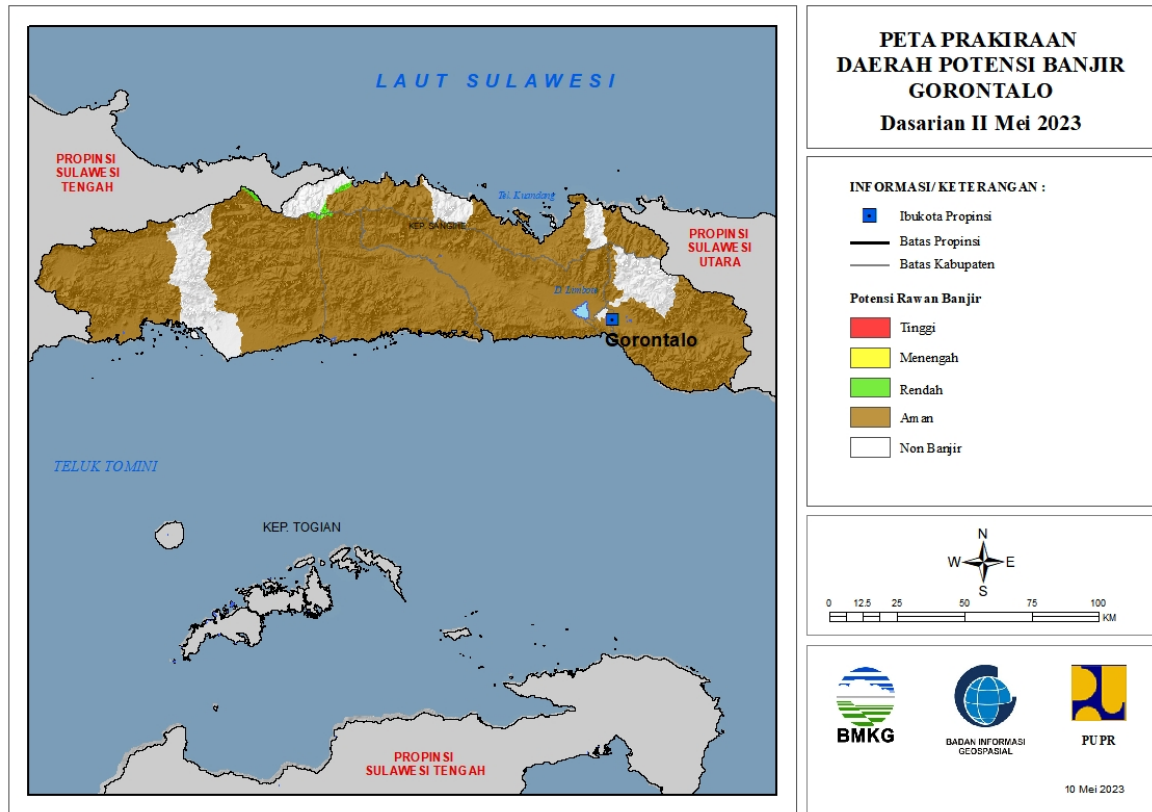 LAUT SULAWESI
PROPINSI
SULAWESI
TENGAH
Tel. Kuandang
KEP. SANGIHE
PROPINSI
SULAWESI
UTARA
D. Limboto
Gorontalo
TELUK TOMINI
KEP. TOGIAN
PROPINSI
SULAWESI TENGAH
PETA PRAKIRAAN
DAERAH POTENSI BANJIR
GORONTALO
Dasarian II Mei 2023
INFORMASI/ KETERANGAN :
Ibukota Propinsi
Batas Propinsi
Batas Kabupaten
Potensi Rawan Banjir
Tinggi
Menengah
Rendah
Aman
Non Banjir
N
W E
S
0 12.5 25 50 75 100
KM
BMKG
BADAN INFORMASI
GEOSPASIAL
PUPR
10 Mei 2023